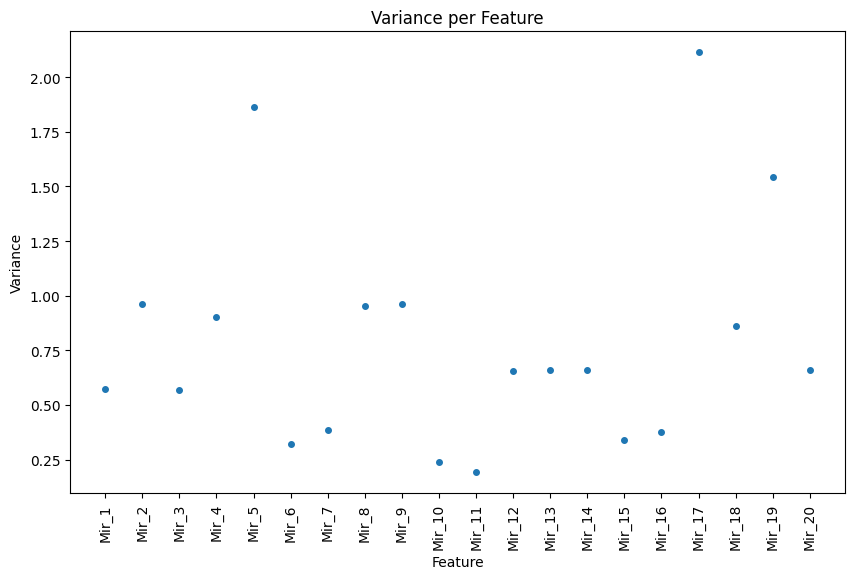 Variance per Feature
Variance
2.00
1.75
1.50
1.25
1.00
0.75
0.50
0.25
Mir_1
Mir_2
Mir_3
Mir_4
Mir_5
Mir_6
Mir_7
Mir_8
Mir_9
Mir_10
Mir_11
Mir_12
Mir_13
Mir_14
Mir_15
Mir_16
Mir_17
Mir_18
Mir_19
Mir_20
Feature